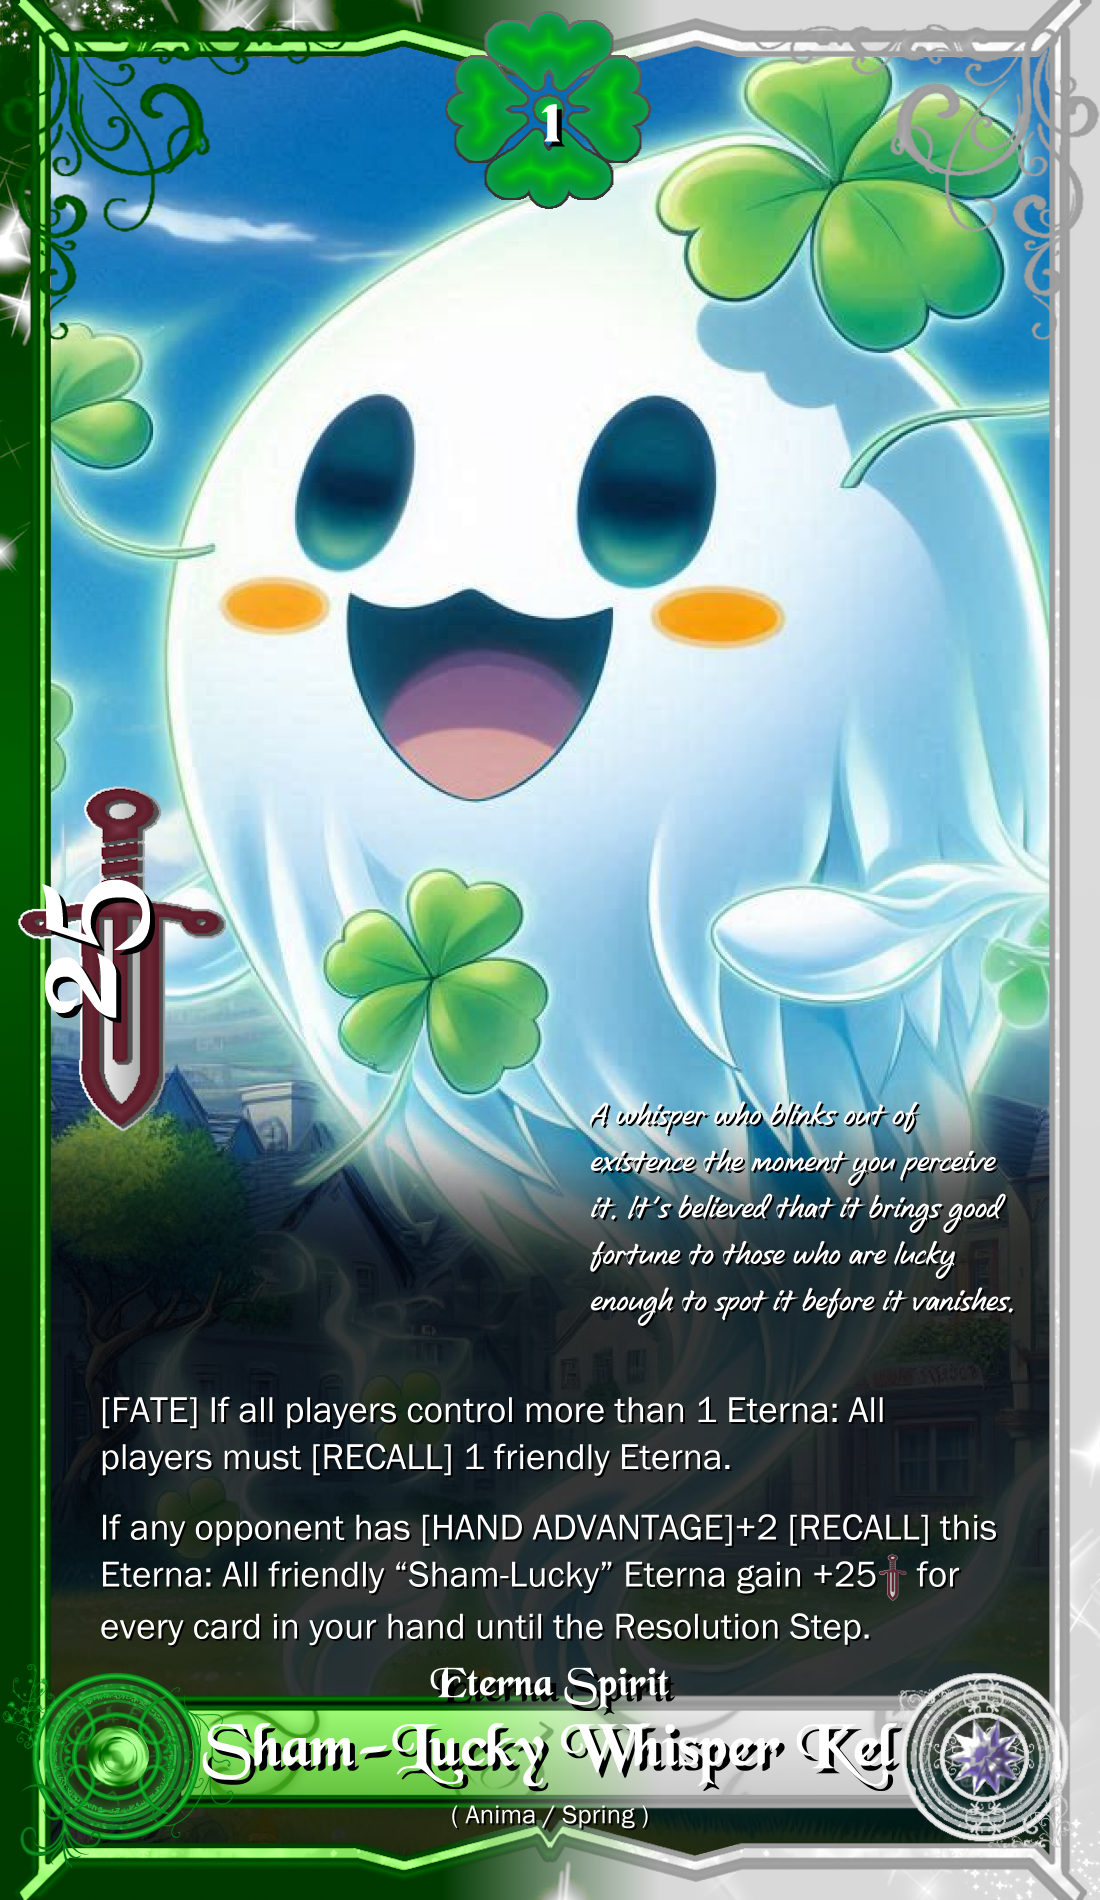 1
25
A whisper who blinks out of
existence the moment you perceive
it. It's believed that it brings good
fortune to those who are lucky
enough to spot it before it vanishes.
[FATE] If all players control more than 1 Eterna: All
players must [RECALL] 1 friendly Eterna.
If any opponent has [HAND ADVANTAGE]+2 [RECALL] this
Eterna: All friendly “Sham-Lucky” Eterna gain +25 for
every card in your hand until the Resolution Step.
Eterna Spirit
Sham-Lucky Whisper Kel
( Anima / Spring )